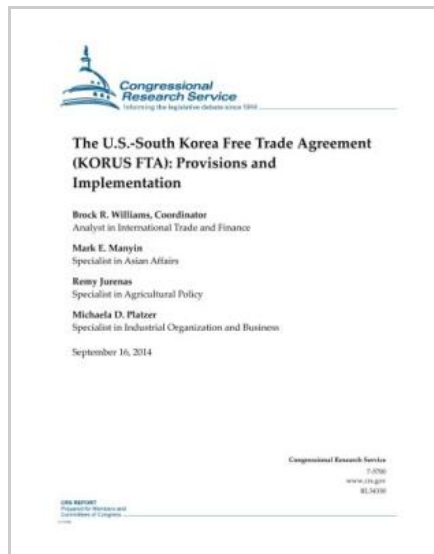 Congressional
Research Service
Informing the legislative debate since 1914
The U.S.-South Korea Free Trade Agreement
(KORUS FTA): Provisions and
Implementation
Brock R. Williams, Coordinator
Analyst in International Trade and Finance
Mark E. Manyin
Specialist in Asian Affairs
Remy Jurenas
Specialist in Agricultural Policy
Michaela D. Platzer
Specialist in Industrial Organization and Business
September 16, 2014
Congressional Research Service
7-5700
www.crs.gov
RL34330
CRS REPORT
Prepared for Members and
Committees of Congress